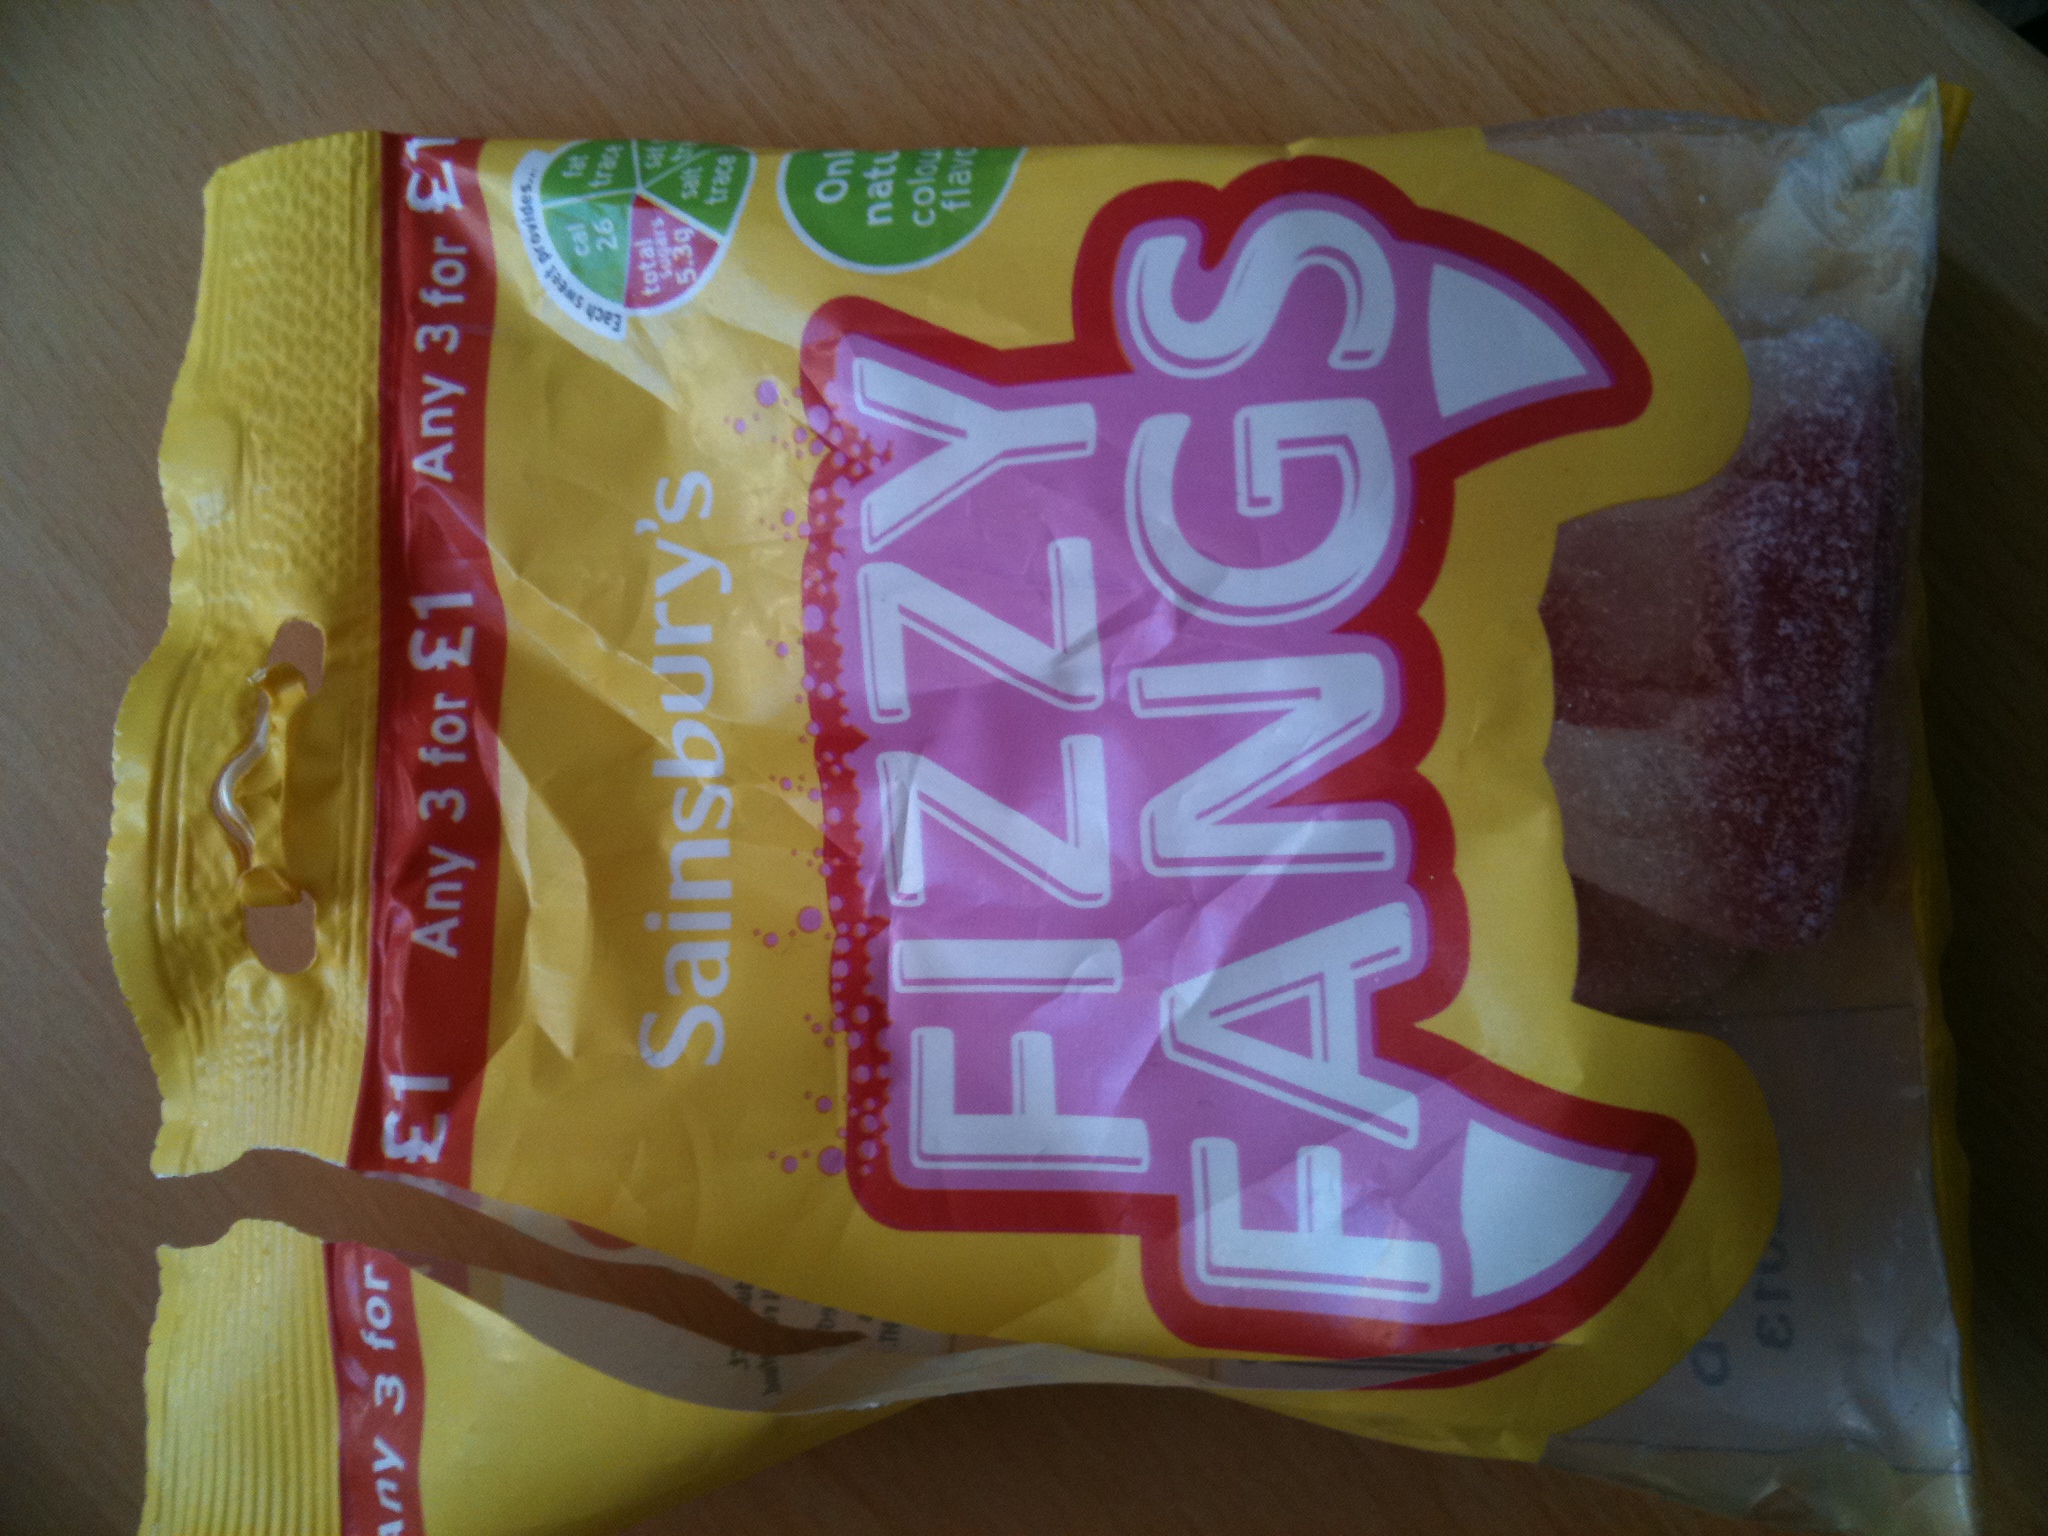 Any 3 for £1 Any 3 for £1 Any 3 for £1
Sainsbury's
FIZZY
FANGS
Each sweet provides...
cal
26
fat
trace
total
sugars
5.3g
salt
trace